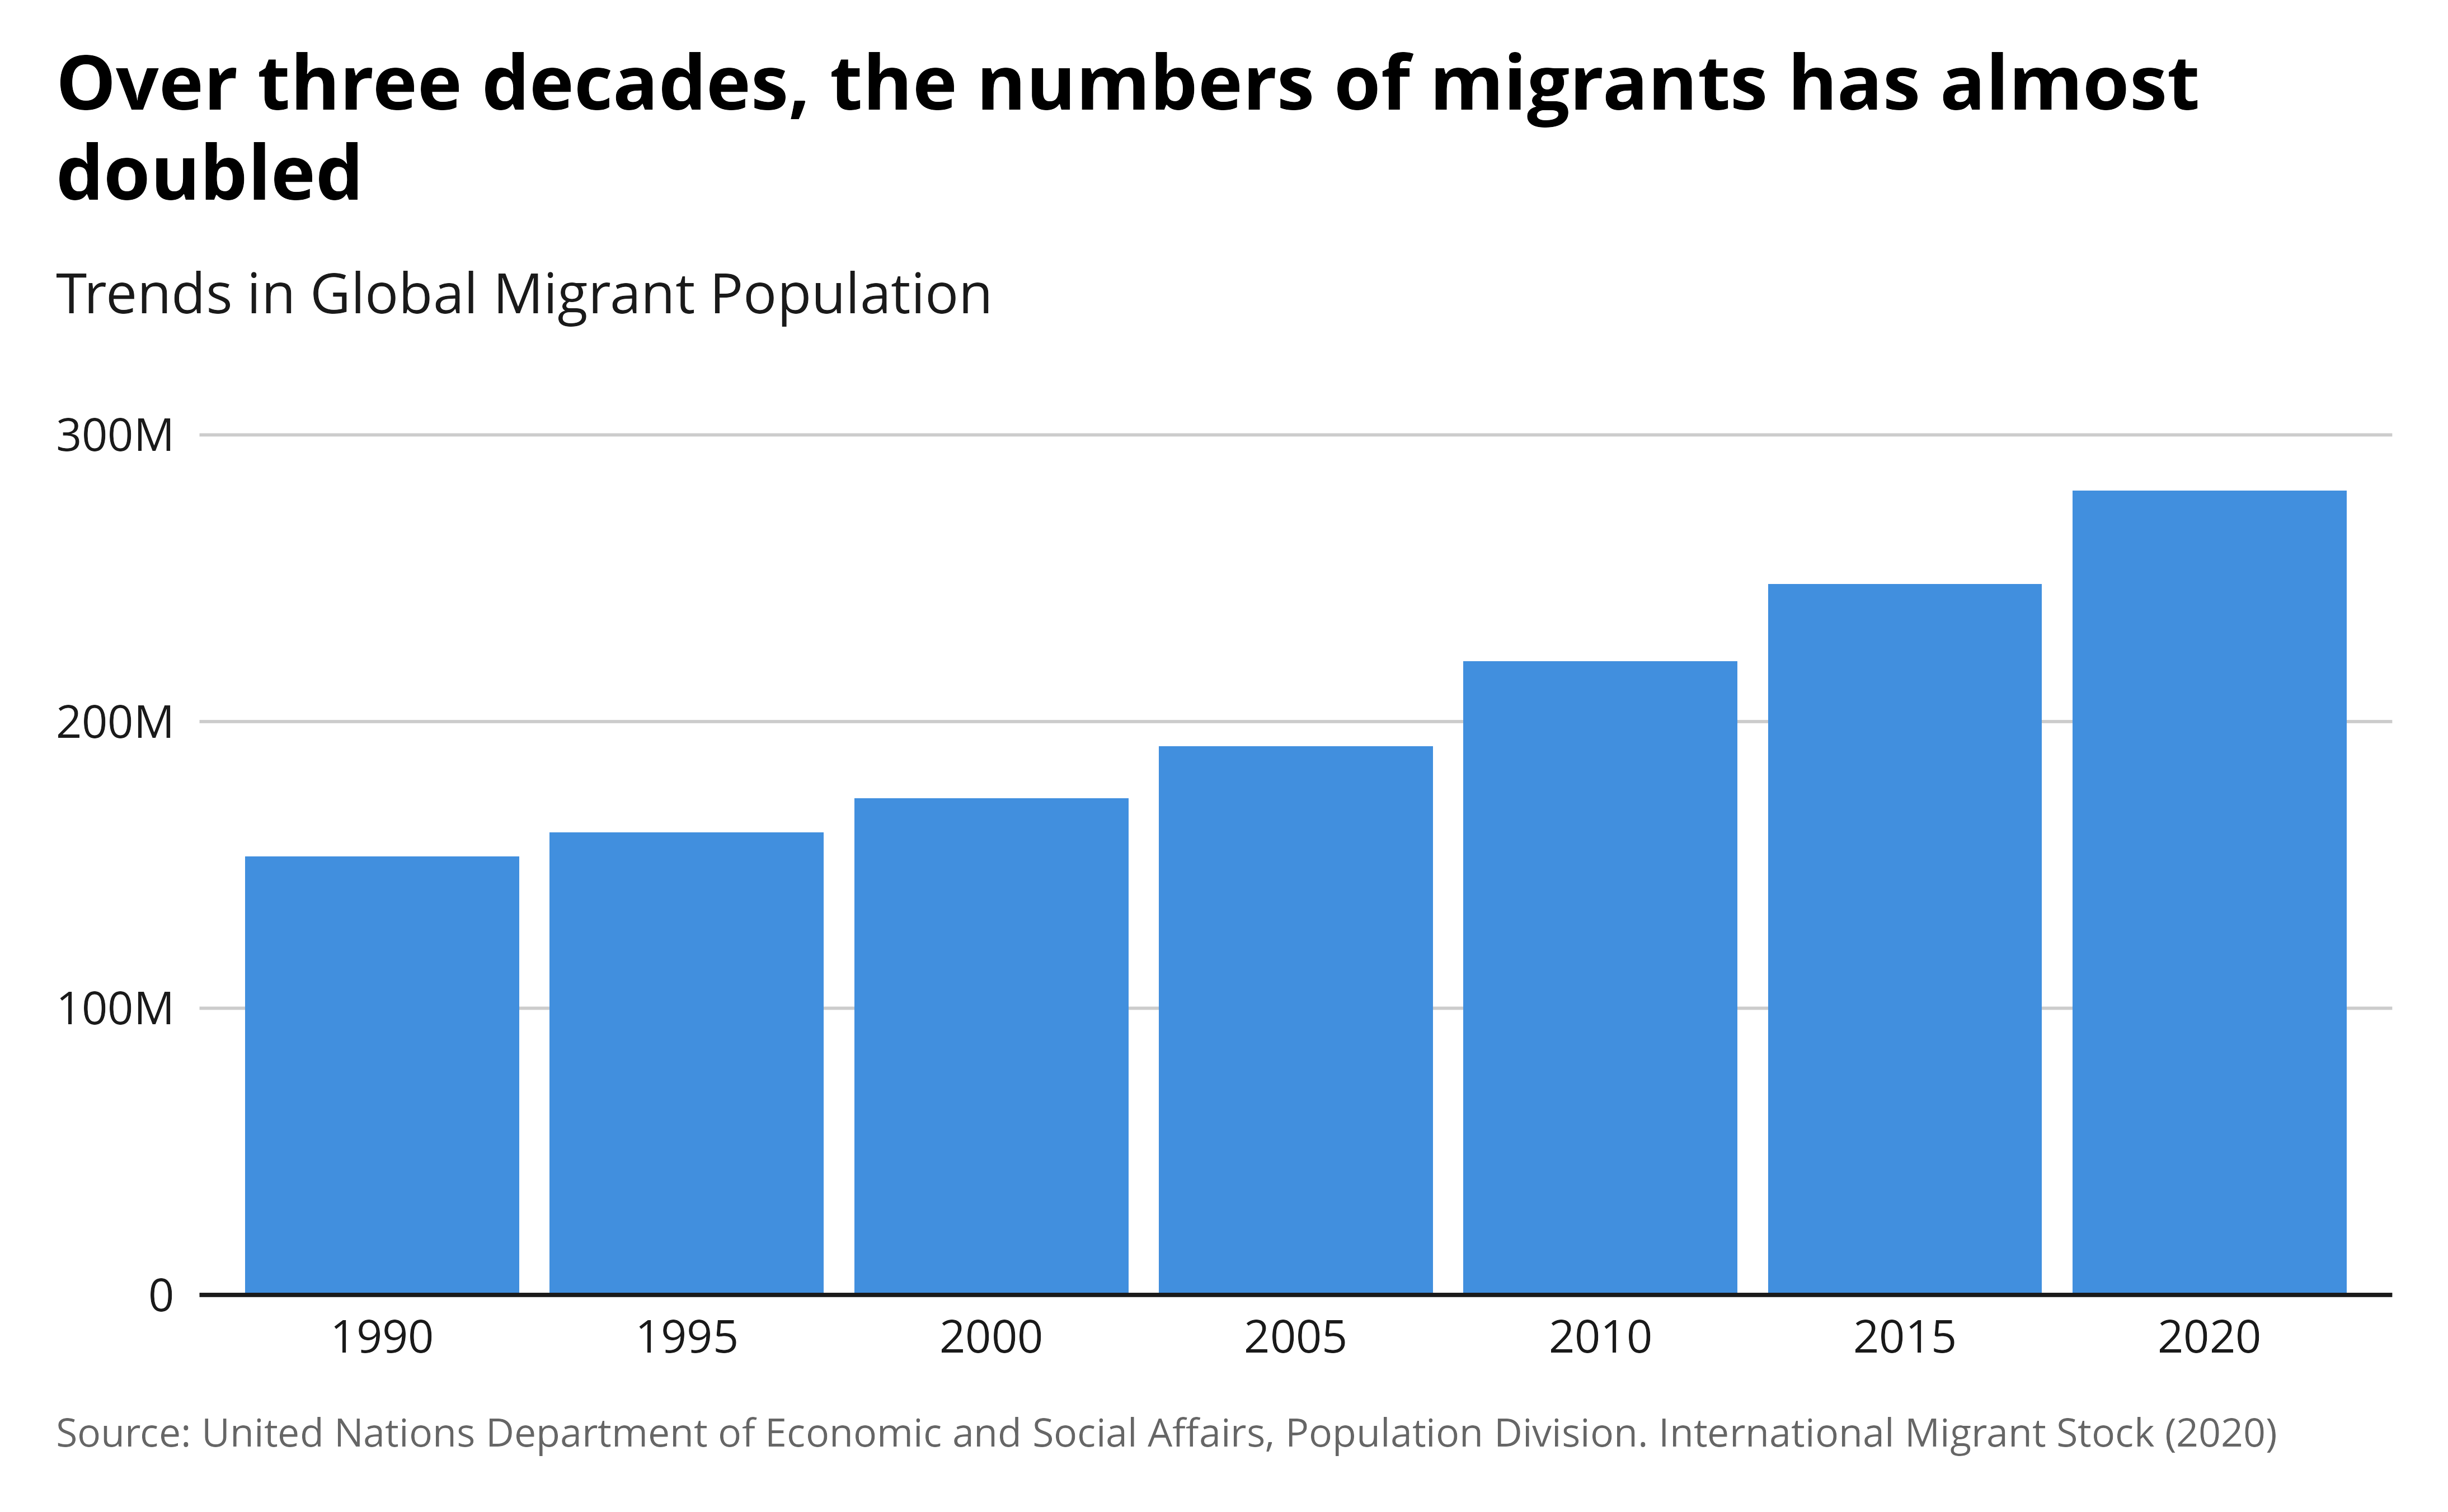 Over three decades, the numbers of migrants has almost
doubled
Trends in Global Migrant Population
300M
200M
100M
0
1990 1995 2000 2005 2010 2015 2020
Source: United Nations Department of Economic and Social Affairs, Population Division. International Migrant Stock (2020)